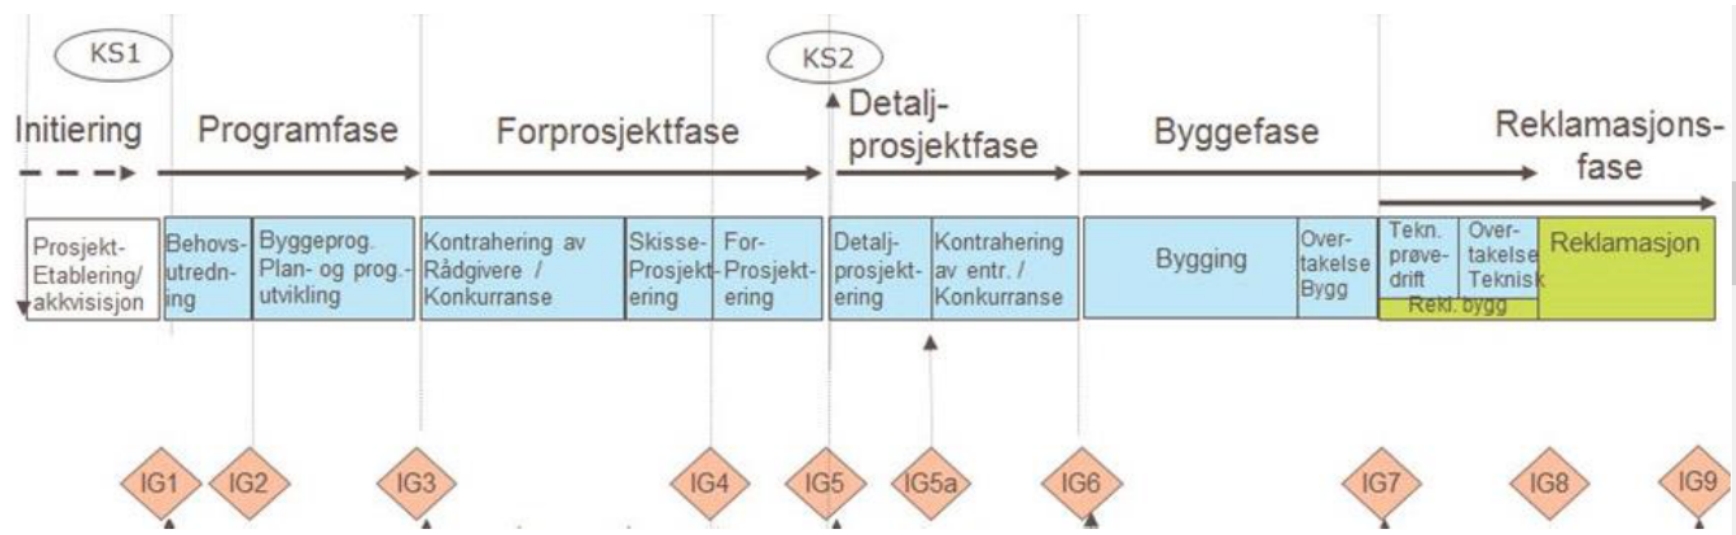 KS1
KS2
Initiering
Programfase
Forprosjektfase
Detalj-
prosjektfase
Byggefase
Reklamasjons-
fase
Prosjekt-
Etablering/
akkvisisjon
Behovs-
utredn-
ing
Byggeprog.
Plan- og prog.-
utvikling
Kontrahering av
Rådgivere /
Konkurranse
Skisse-
Prosjekt-
ering
For-
Prosjekt-
ering
Detalj-
prosjekt-
ering
Kontrahering
av entr. /
Konkurranse
Bygging
Over-
takelse
Bygg
Tekn.
prøve-
drift
Over-
takelse
Teknisk
Rekl. bygg
Reklamasjon
IG1
IG2
IG3
IG4
IG5
IG5a
IG6
IG7
IG8
IG9